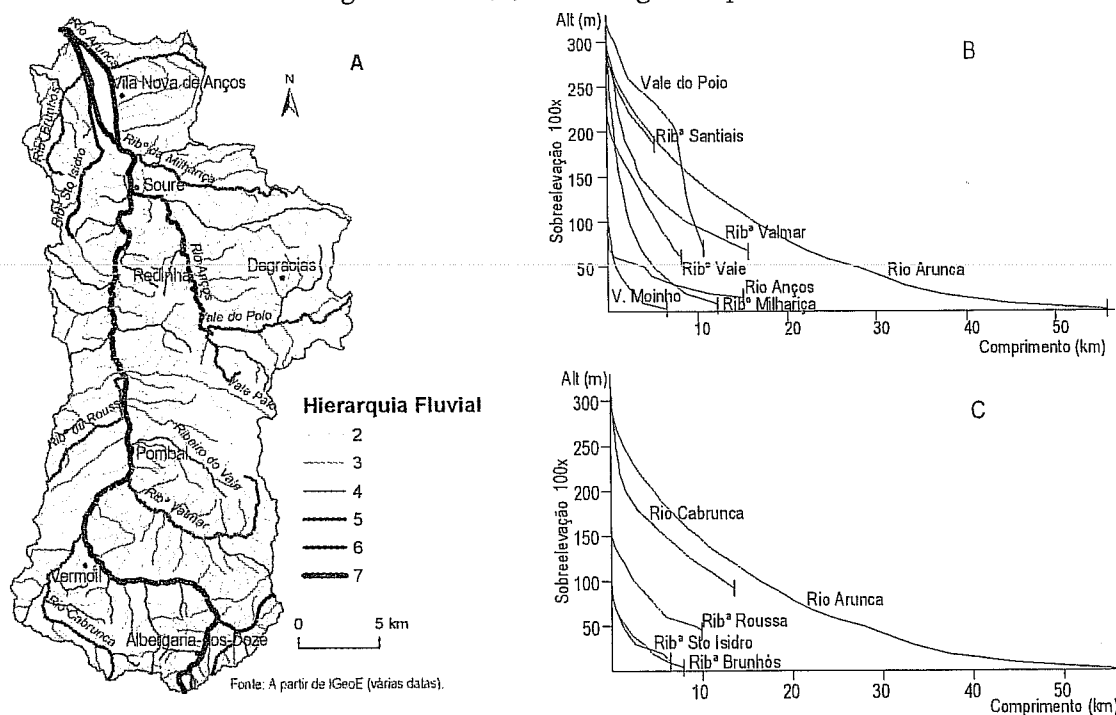 A
Rio Arunca
Vila Nova de Anços
N
Ribª Brunhós
Ribª Sto Isidro
Ribª da Milhariça
Soure
Rio Anços
Redinha
Degracias
Vale do Poio
Ribeiro do Vale
Pombal
Ribª Valmar
Vermoil
Rio Cabrunca
Albergaria-dos-Doze
Hierarquia Fluvial
2
3
4
5
6
7
0 5 km
Fonte: A partir de IGeoE (várias datas).
Alt (m)
B
300
250
200
150
100
50
Sobreelevação 100x
Vale do Poio
Ribª Santiais
Ribª Valmar
Ribª Vale
Rio Arunca
Rio Anços
V. Moinho
Ribª Milhariça
10 20 30 40 50
Comprimento (km)
Alt (m)
C
300
250
200
150
100
50
Sobreelevação 100x
Rio Cabrunca
Rio Arunca
Ribª Roussa
Ribª Sto Isidro
Ribª Brunhós
10 20 30 40 50
Comprimento (km)